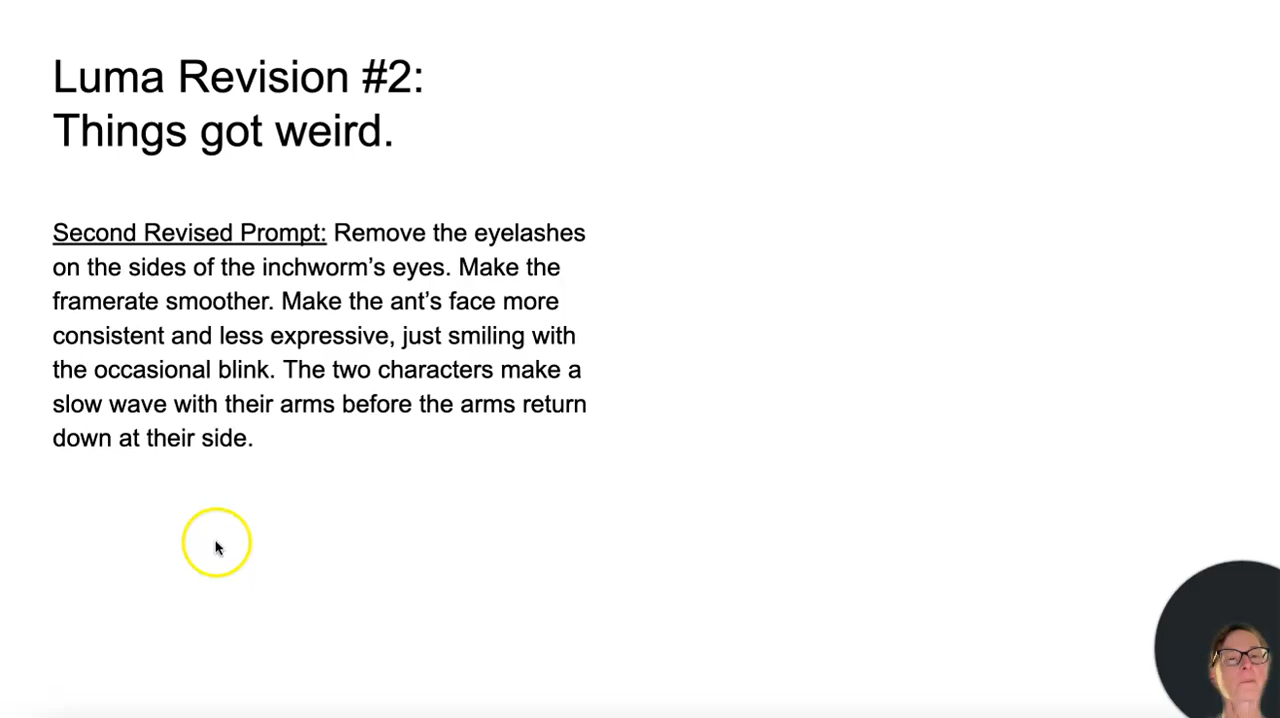 Luma Revision #2:
Things got weird.
Second Revised Prompt: Remove the eyelashes
on the sides of the inchworm’s eyes. Make the
framerate smoother. Make the ant’s face more
consistent and less expressive, just smiling with
the occasional blink. The two characters make a
slow wave with their arms before the arms return
down at their side.